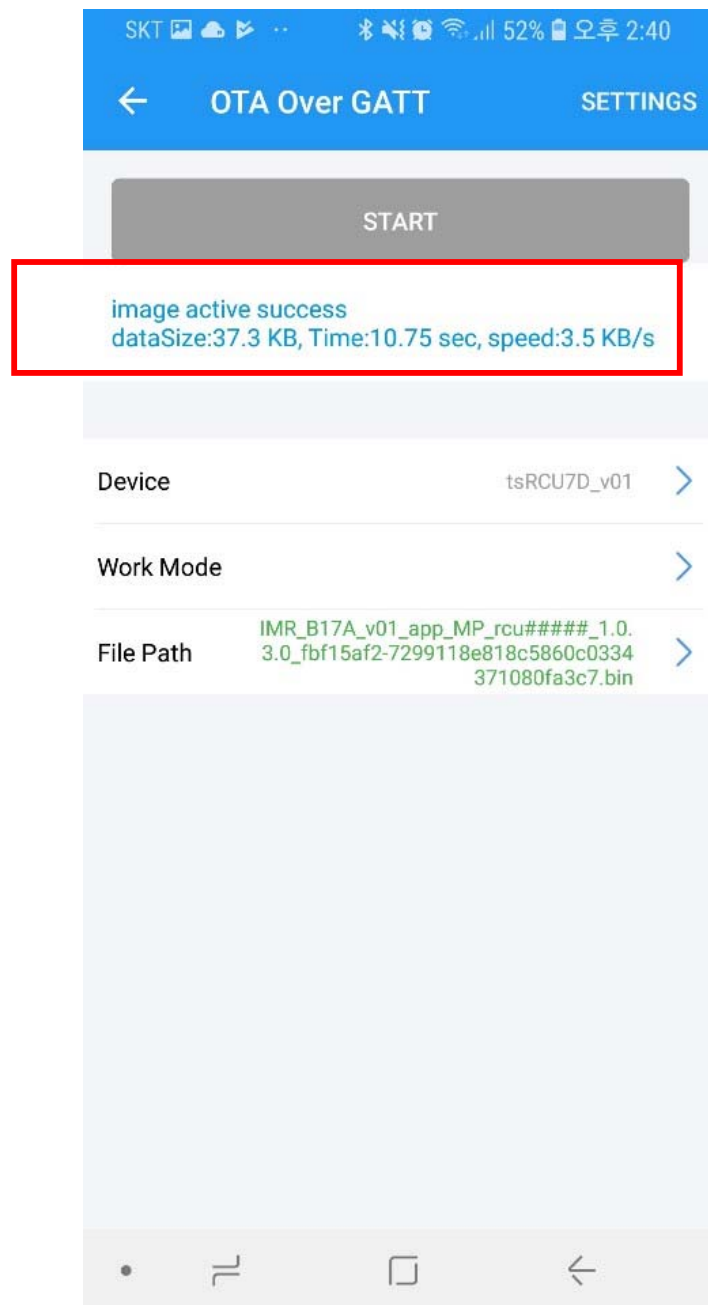 SKT 52% 오후 2:40
OTA Over GATT SETTINGS
START
image active success
dataSize:37.3 KB, Time:10.75 sec, speed:3.5 KB/s
Device tsRCU7D_v01
Work Mode
IMR_B17A_v01_app_MP_rcu#####_1.0.
File Path 3.0_fbf15af2-7299118e818c5860c0334
371080fa3c7.bin